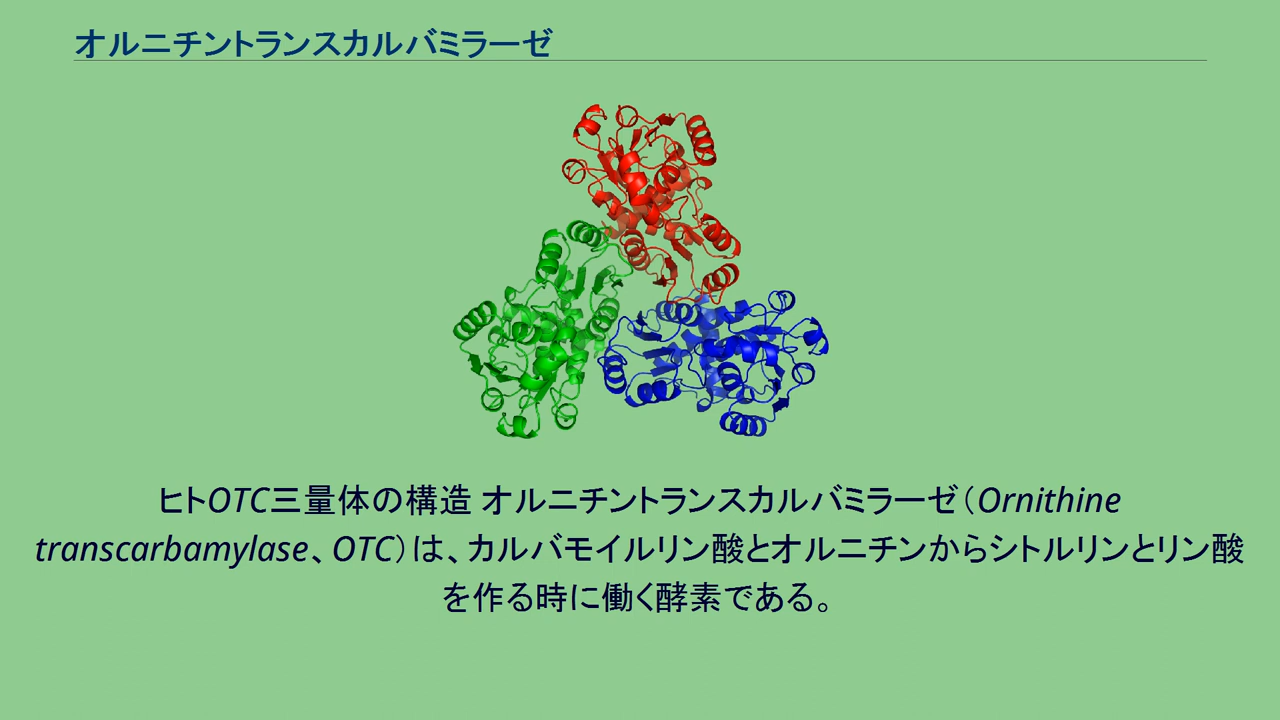 オルニチントランスカルバミラーゼ
ヒトOTC三量体の構造 オルニチントランスカルバミラーゼ（Ornithine
transcarbamylase、OTC）は、カルバモイルリン酸とオルニチンからシトルリンとリン酸
を作る時に働く酵素である。